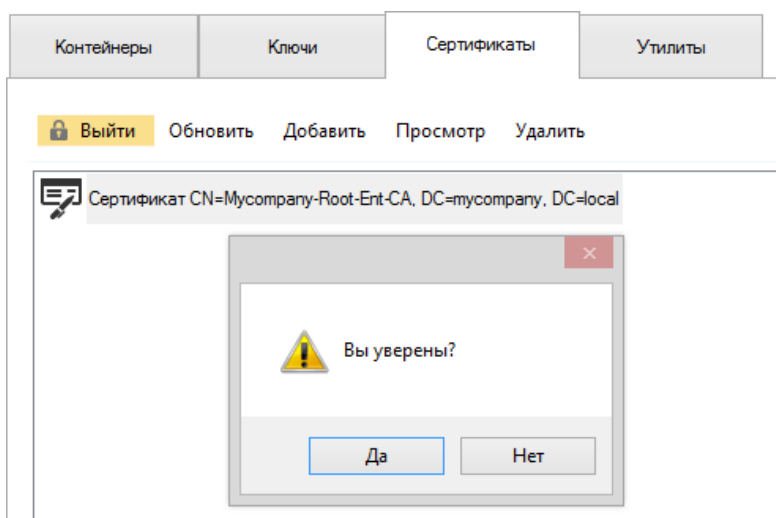 Контейнеры Ключи Сертификаты Утилиты
Выйти Обновить Добавить Просмотр Удалить
Сертификат CN=Mycompany-Root-Ent-CA, DC=mycompany, DC=local
Вы уверены?
Да Нет